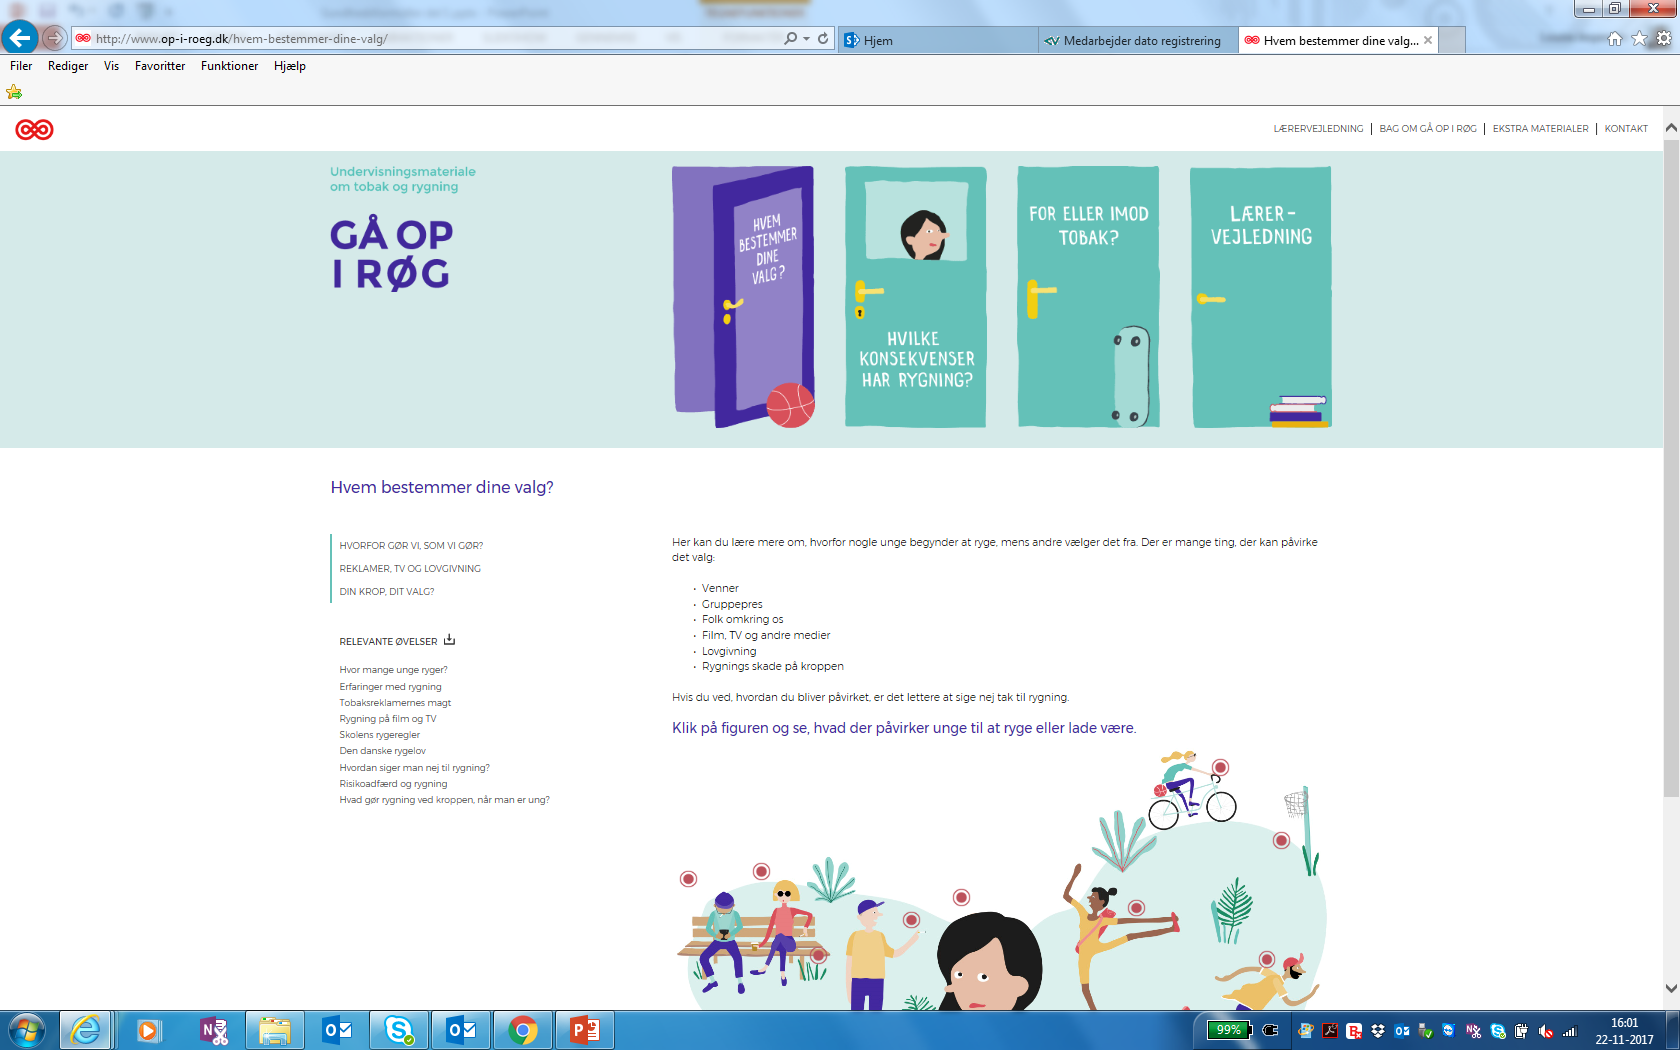 http://www.op-i-roeg.dk/hvem-bestemmer-dine-valg/
Hjem
Medarbejder dato registrering
Hvem bestemmer dine valg...
Filer Rediger Vis Favoritter Funktioner Hjælp
LÆRERVEJLEDNING | BAG OM GÅ OP I RØG | EKSTRA MATERIALER | KONTAKT
Undervisningsmateriale
om tobak og rygning
GÅ OP
I RØG
HVEM
BESTEMMER
DINE
VALG?
HVILKE
KONSEKVENSER
HAR RYGNING?
FOR ELLER IMOD
TOBAK?
LÆRER-
VEJLEDNING
Hvem bestemmer dine valg?
HVORFOR GØR VI, SOM VI GØR?
REKLAMER, TV OG LOVGIVNING
DIN KROP, DIT VALG?
RELEVANTE ØVELSER
Hvor mange unge ryger?
Erfaringer med rygning
Tobaksreklamernes magt
Rygning på film og TV
Skolens rygeregler
Den danske rygelov
Hvordan siger man nej til rygning?
Risikoadfærd og rygning
Hvad gør rygning ved kroppen, når man er ung?
Her kan du lære mere om, hvorfor nogle unge begynder at ryge, mens andre vælger det fra. Der er mange ting, der kan påvirke
det valg:
• Venner
• Gruppepres
• Folk omkring os
• Film, TV og andre medier
• Lovgivning
• Rygnings skade på kroppen
Hvis du ved, hvordan du bliver påvirket, er det lettere at sige nej tak til rygning.
Klik på figuren og se, hvad der påvirker unge til at ryge eller lade være.
99%
16:01
22-11-2017